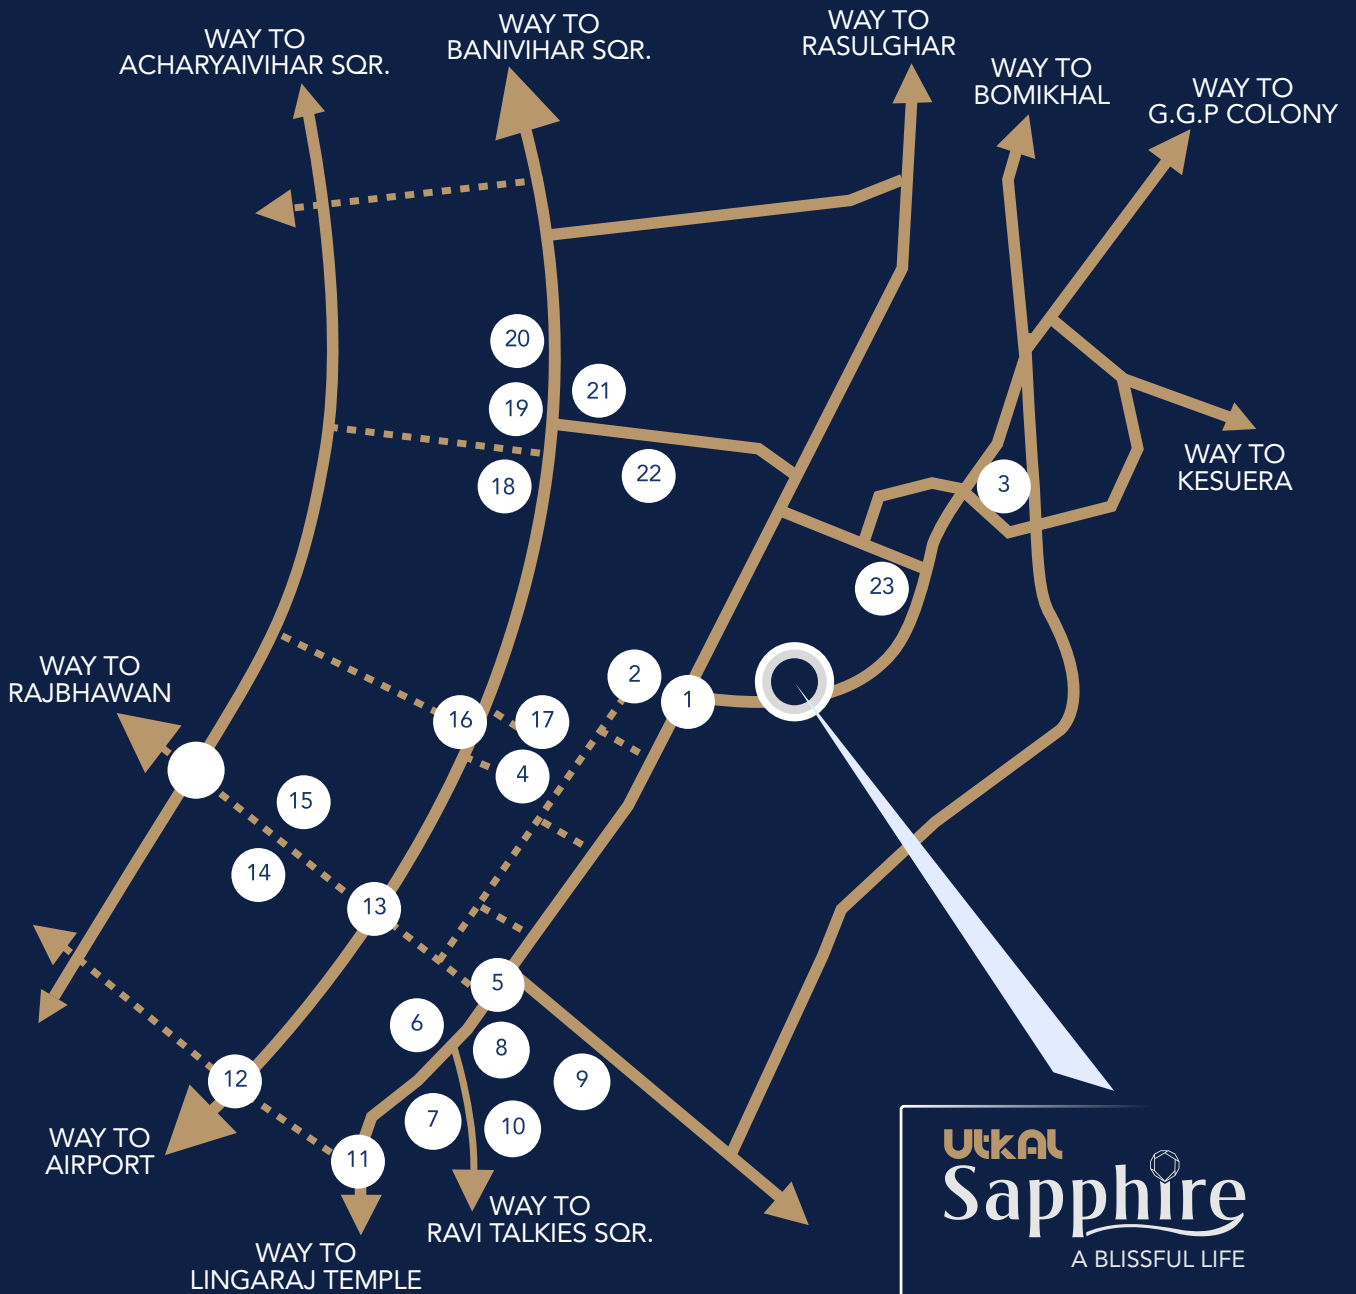 WAY TO
ACHARYAIVIHAR SQR.
WAY TO
BANIVIHAR SQR.
WAY TO
RASULGHAR
WAY TO
BOMIKHAL
WAY TO
G.G.P COLONY
20
21
19
22
18
WAY TO
KESUERA
3
23
WAY TO
RAJBHAWAN
2
1
16
17
4
15
14
13
5
6
8
9
12
7
10
11
WAY TO
AIRPORT
WAY TO
RAVI TALKIES SQR.
WAY TO
LINGARAJ TEMPLE
UtkAl
Sapphire
A BLISSFUL LIFE